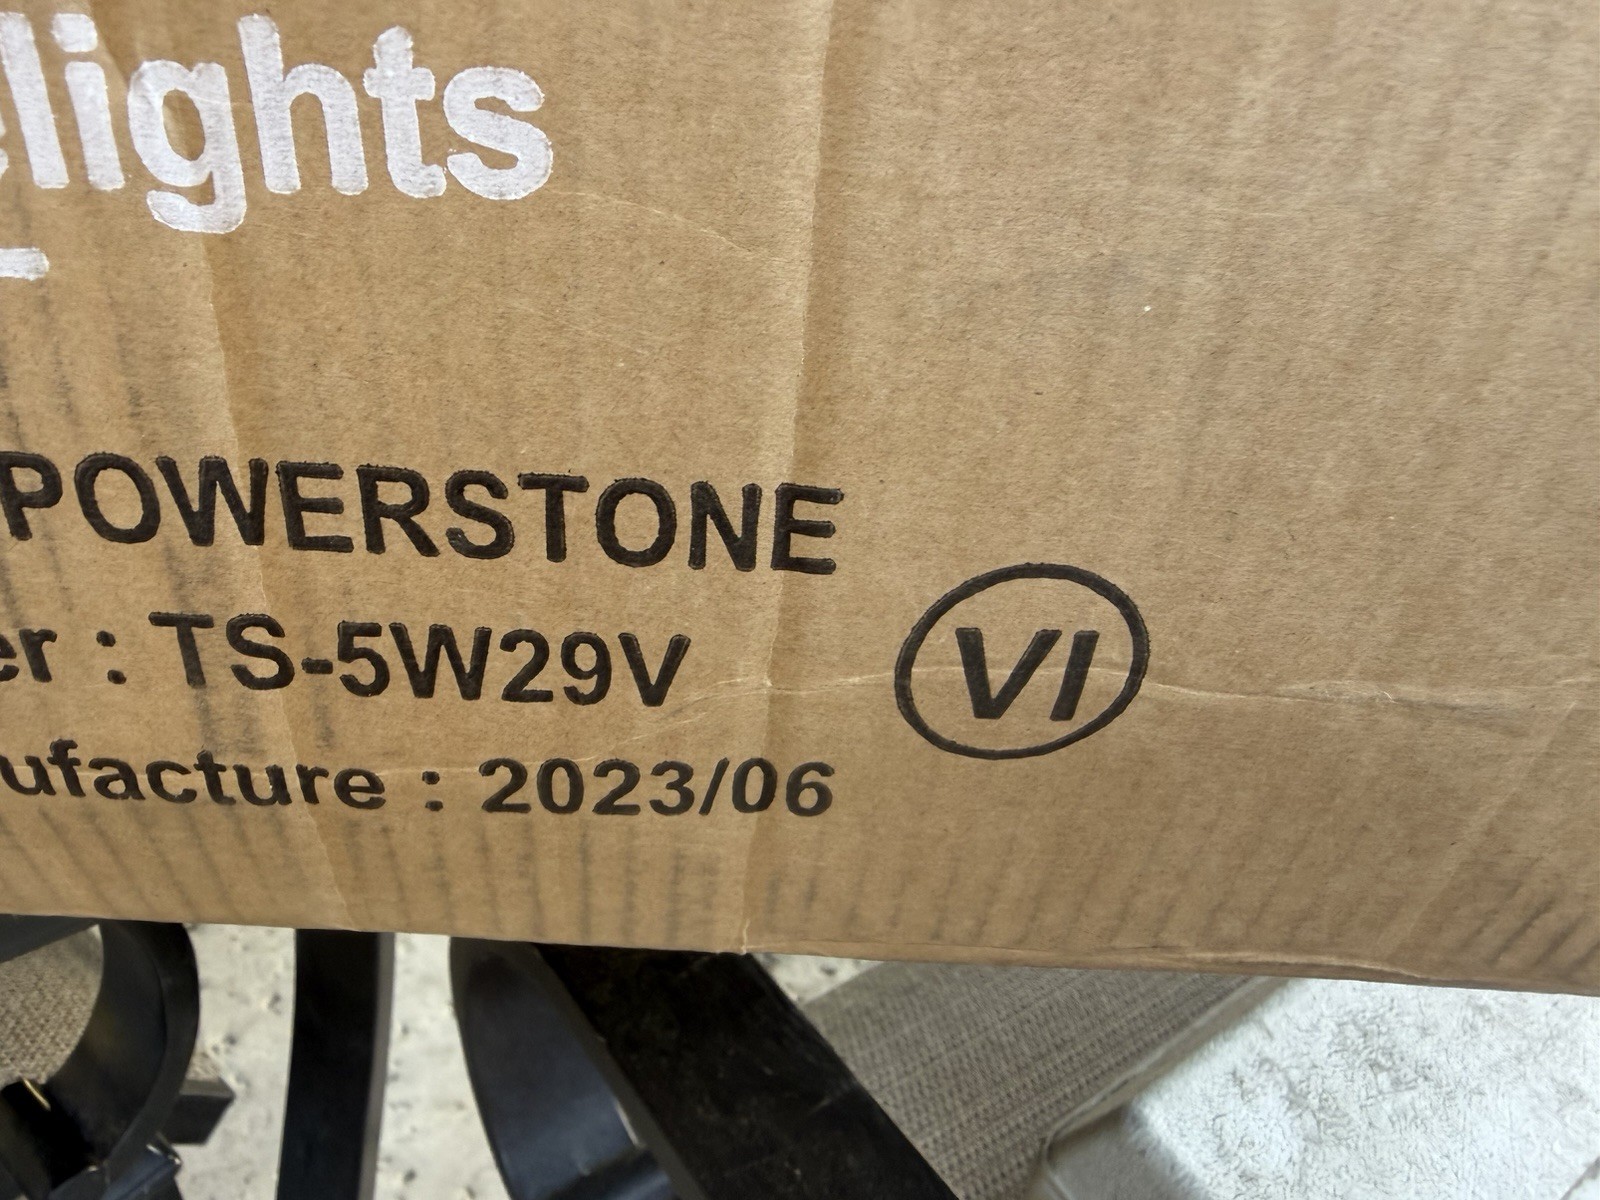 elights
POWERSTONE
er : TS-5W29V
VI
ufacture : 2023/06